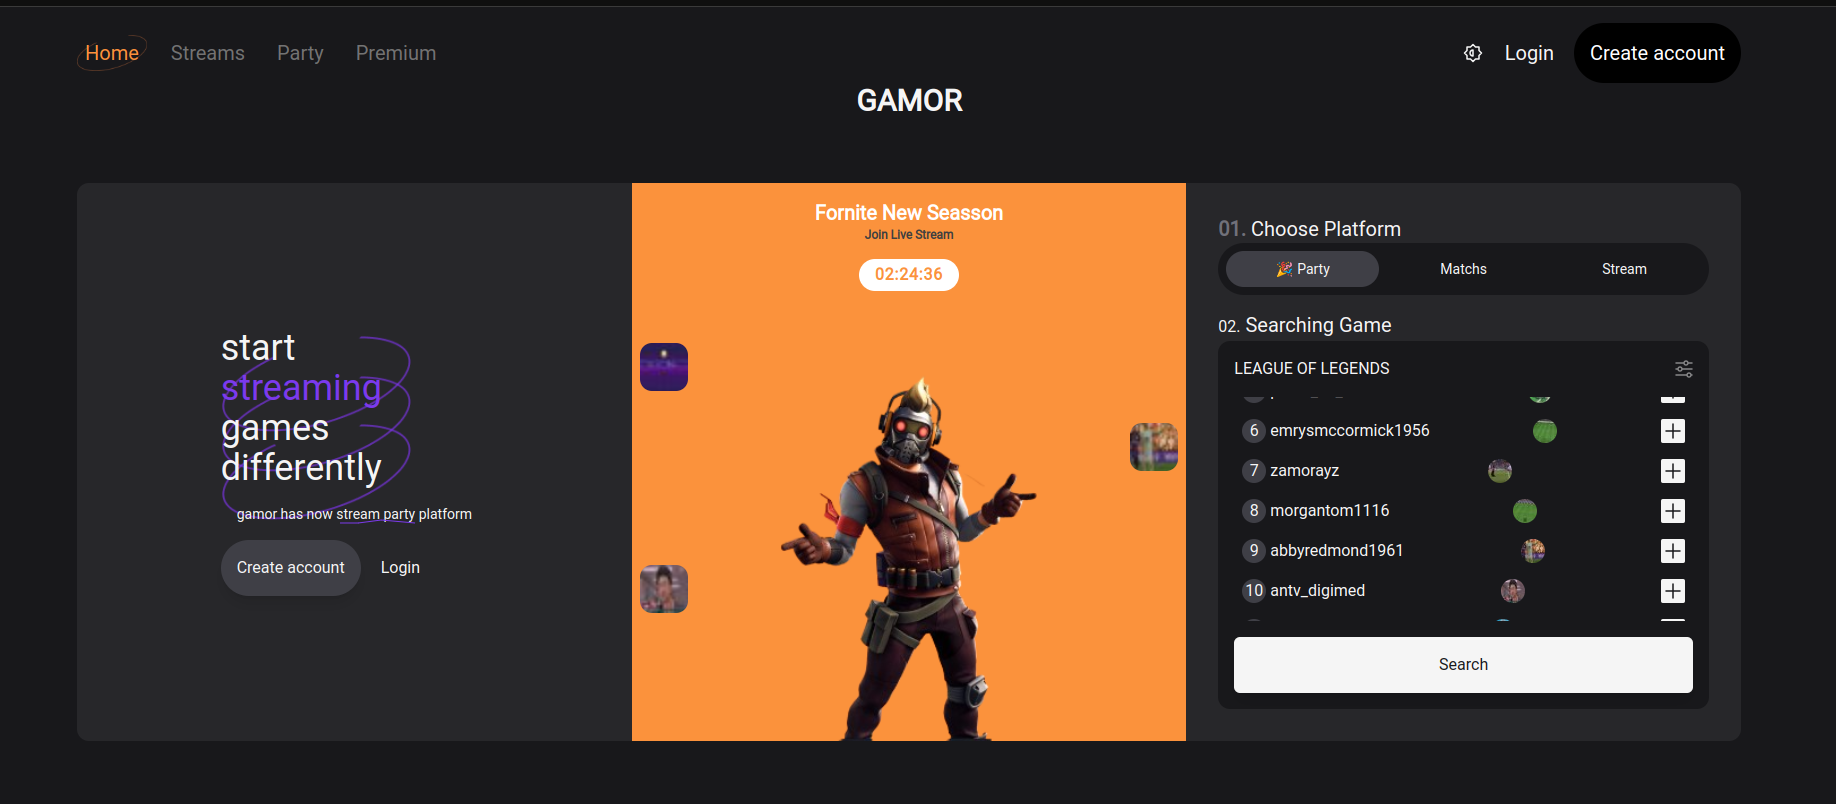 Home Streams Party Premium
Login Create account
GAMOR
start
streaming
games
differently
gamor has now stream party platform
Create account Login
Fornite New Seasson
Join Live Stream
02:24:36
01. Choose Platform
🎉 Party Matchs Stream
02. Searching Game
LEAGUE OF LEGENDS
6 emrysmccormick1956
7 zamorayz
8 morgantom1116
9 abbyredmond1961
10 antv_digimed
Search